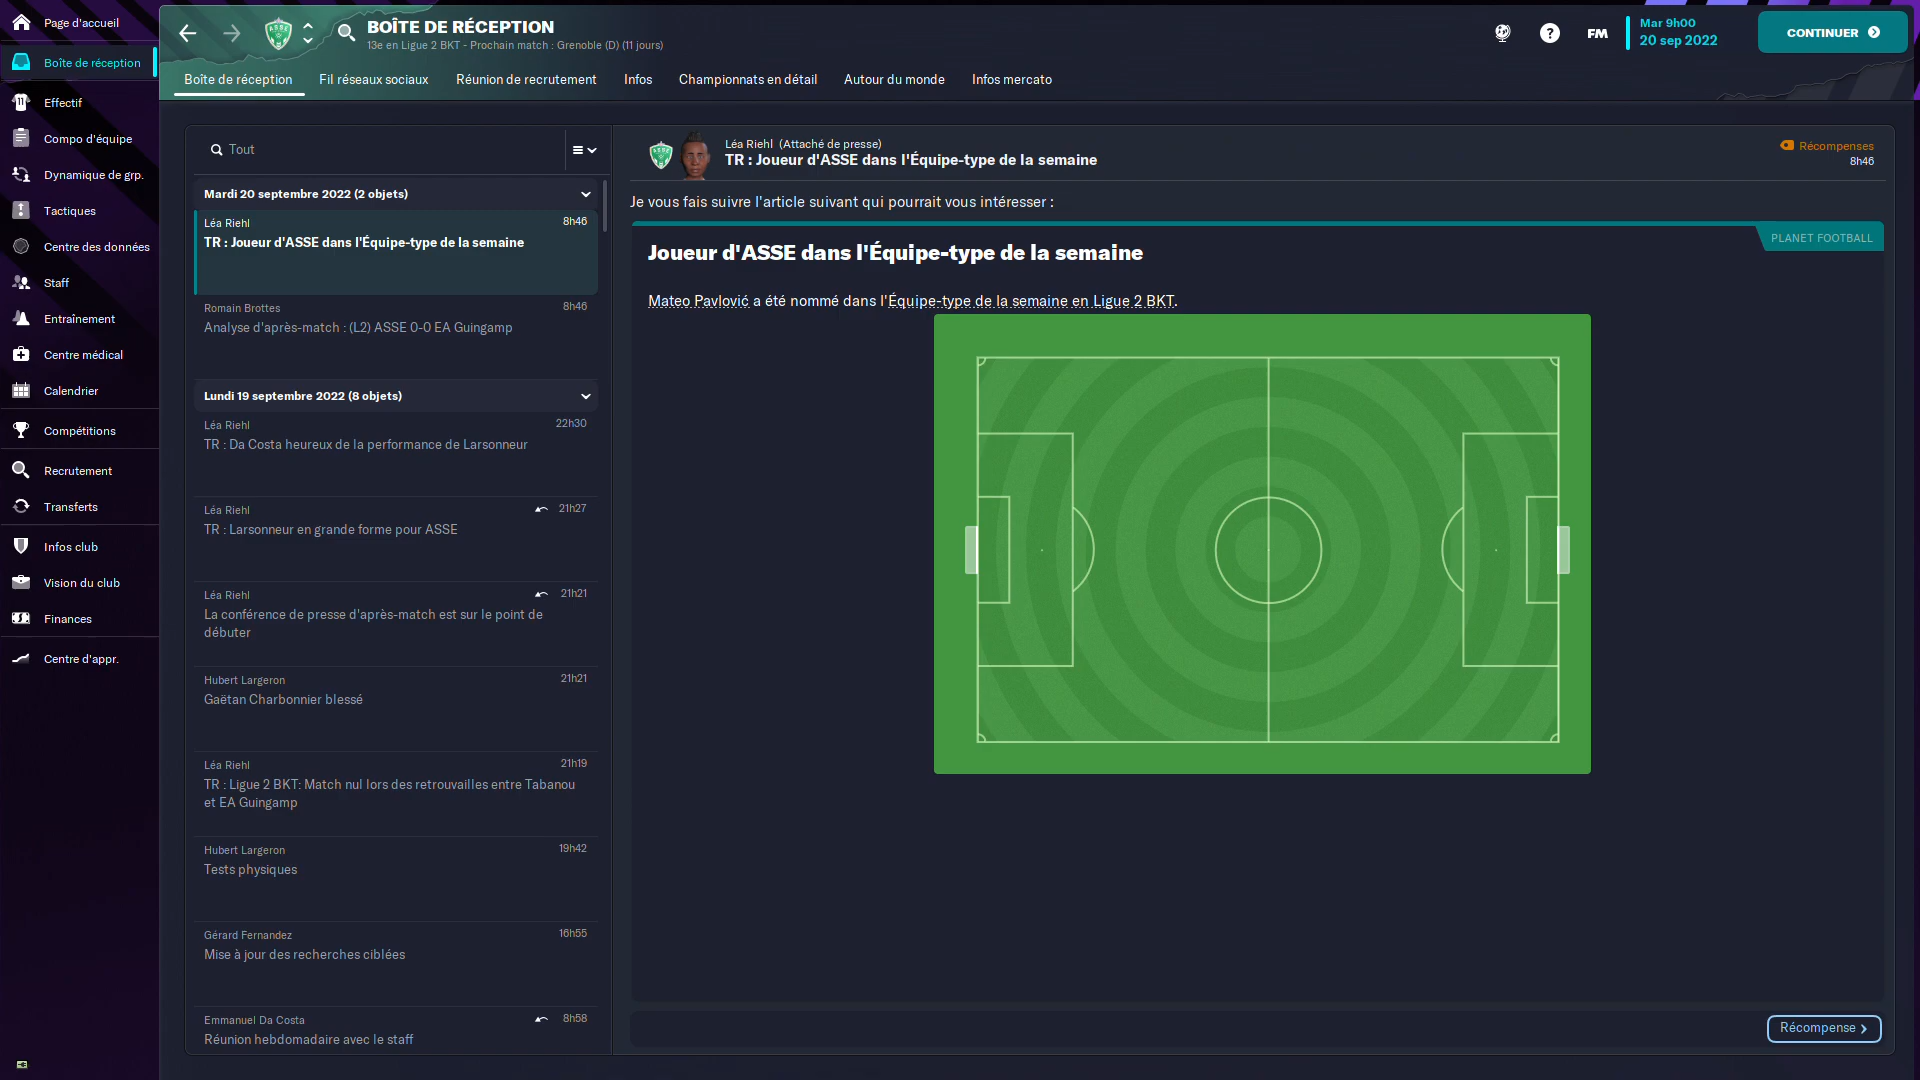 Page d'accueil
Boîte de réception
Effectif
Compo d'équipe
Dynamique de grp.
Tactiques
Centre des données
Staff
Entraînement
Centre médical
Calendrier
Compétitions
Recrutement
Transferts
Infos club
Vision du club
Finances
Centre d'appr.
BOÎTE DE RÉCEPTION
13e en Ligue 2 BKT - Prochain match : Grenoble (D) (11 jours)
FM
Mar 9h00
20 sep 2022
CONTINUER
Boîte de réception
Fil réseaux sociaux
Réunion de recrutement
Infos
Championnats en détail
Autour du monde
Infos mercato
Tout
Mardi 20 septembre 2022 (2 objets)
Léa Riehl 8h46
TR : Joueur d'ASSE dans l'Équipe-type de la semaine
Romain Brottes 8h46
Analyse d'après-match : (L2) ASSE 0-0 EA Guingamp
Lundi 19 septembre 2022 (8 objets)
Léa Riehl 22h30
TR : Da Costa heureux de la performance de Larsonneur
Léa Riehl 21h27
TR : Larsonneur en grande forme pour ASSE
Léa Riehl 21h21
La conférence de presse d'après-match est sur le point de
débuter
Hubert Largeron 21h21
Gaëtan Charbonnier blessé
Léa Riehl 21h19
TR : Ligue 2 BKT: Match nul lors des retrouvailles entre Tabanou
et EA Guingamp
Hubert Largeron 19h42
Tests physiques
Gérard Fernandez 16h55
Mise à jour des recherches ciblées
Emmanuel Da Costa 8h58
Réunion hebdomadaire avec le staff
Léa Riehl (Attaché de presse)
TR : Joueur d'ASSE dans l'Équipe-type de la semaine
Récompenses
8h46
Je vous fais suivre l'article suivant qui pourrait vous intéresser :
PLANET FOOTBALL
Joueur d'ASSE dans l'Équipe-type de la semaine
Mateo Pavlović a été nommé dans l'Équipe-type de la semaine en Ligue 2 BKT.
Récompense